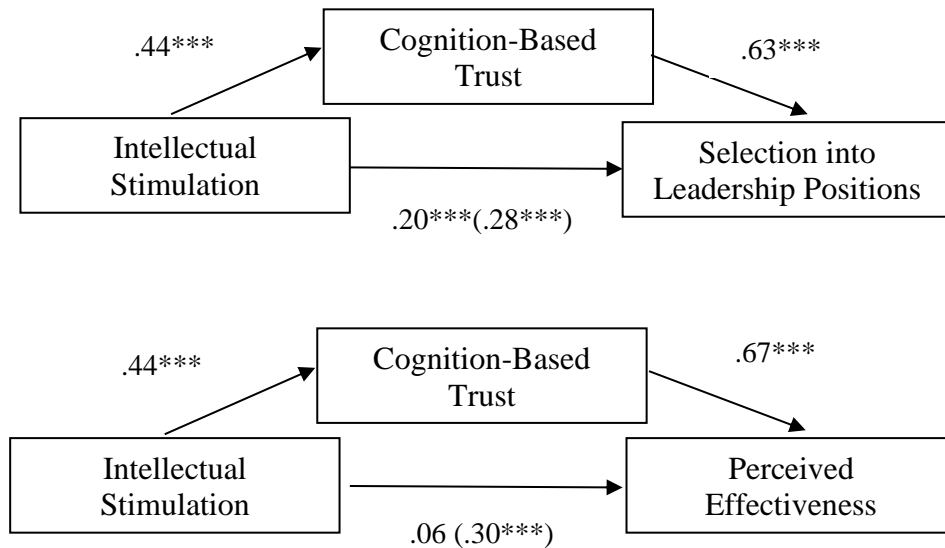 .44***
Cognition-Based
Trust
.63***
Intellectual
Stimulation
Selection into
Leadership Positions
.20***(.28***)
.44***
Cognition-Based
Trust
.67***
Intellectual
Stimulation
Perceived
Effectiveness
.06 (.30***)